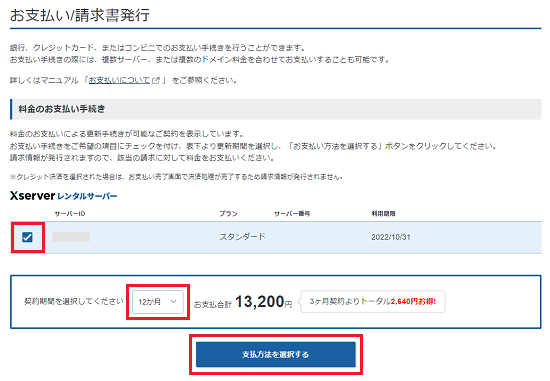 お支払い/請求書発行
銀行、クレジットカード、またはコンビニでのお支払い手続きを行うことができます。
お支払い手続きの際には、複数サーバー、または複数のドメイン料金を合わせてお支払いすることも可能です。
詳しくはマニュアル 「お支払いについて」 をご参照ください。
料金のお支払い手続き
料金のお支払いによる更新手続きが可能なご契約を表示しています。
お支払い手続きをご希望の項目にチェックを付け、表下より更新期間を選択し、「お支払い方法を選択する」ボタンをクリックしてください。
請求情報が発行されますので、該当の請求に対して料金をお支払いください。
※クレジット決済を選択された場合は、お支払い完了画面で決済処理が完了するため請求情報が発行されません。
Xserver レンタルサーバー
サーバーID プラン サーバー番号 利用期限
スタンダード 2022/10/31
契約期間を選択してください 12か月 お支払合計 13,200円 3ヶ月契約よりトータル2,640円お得!
支払方法を選択する